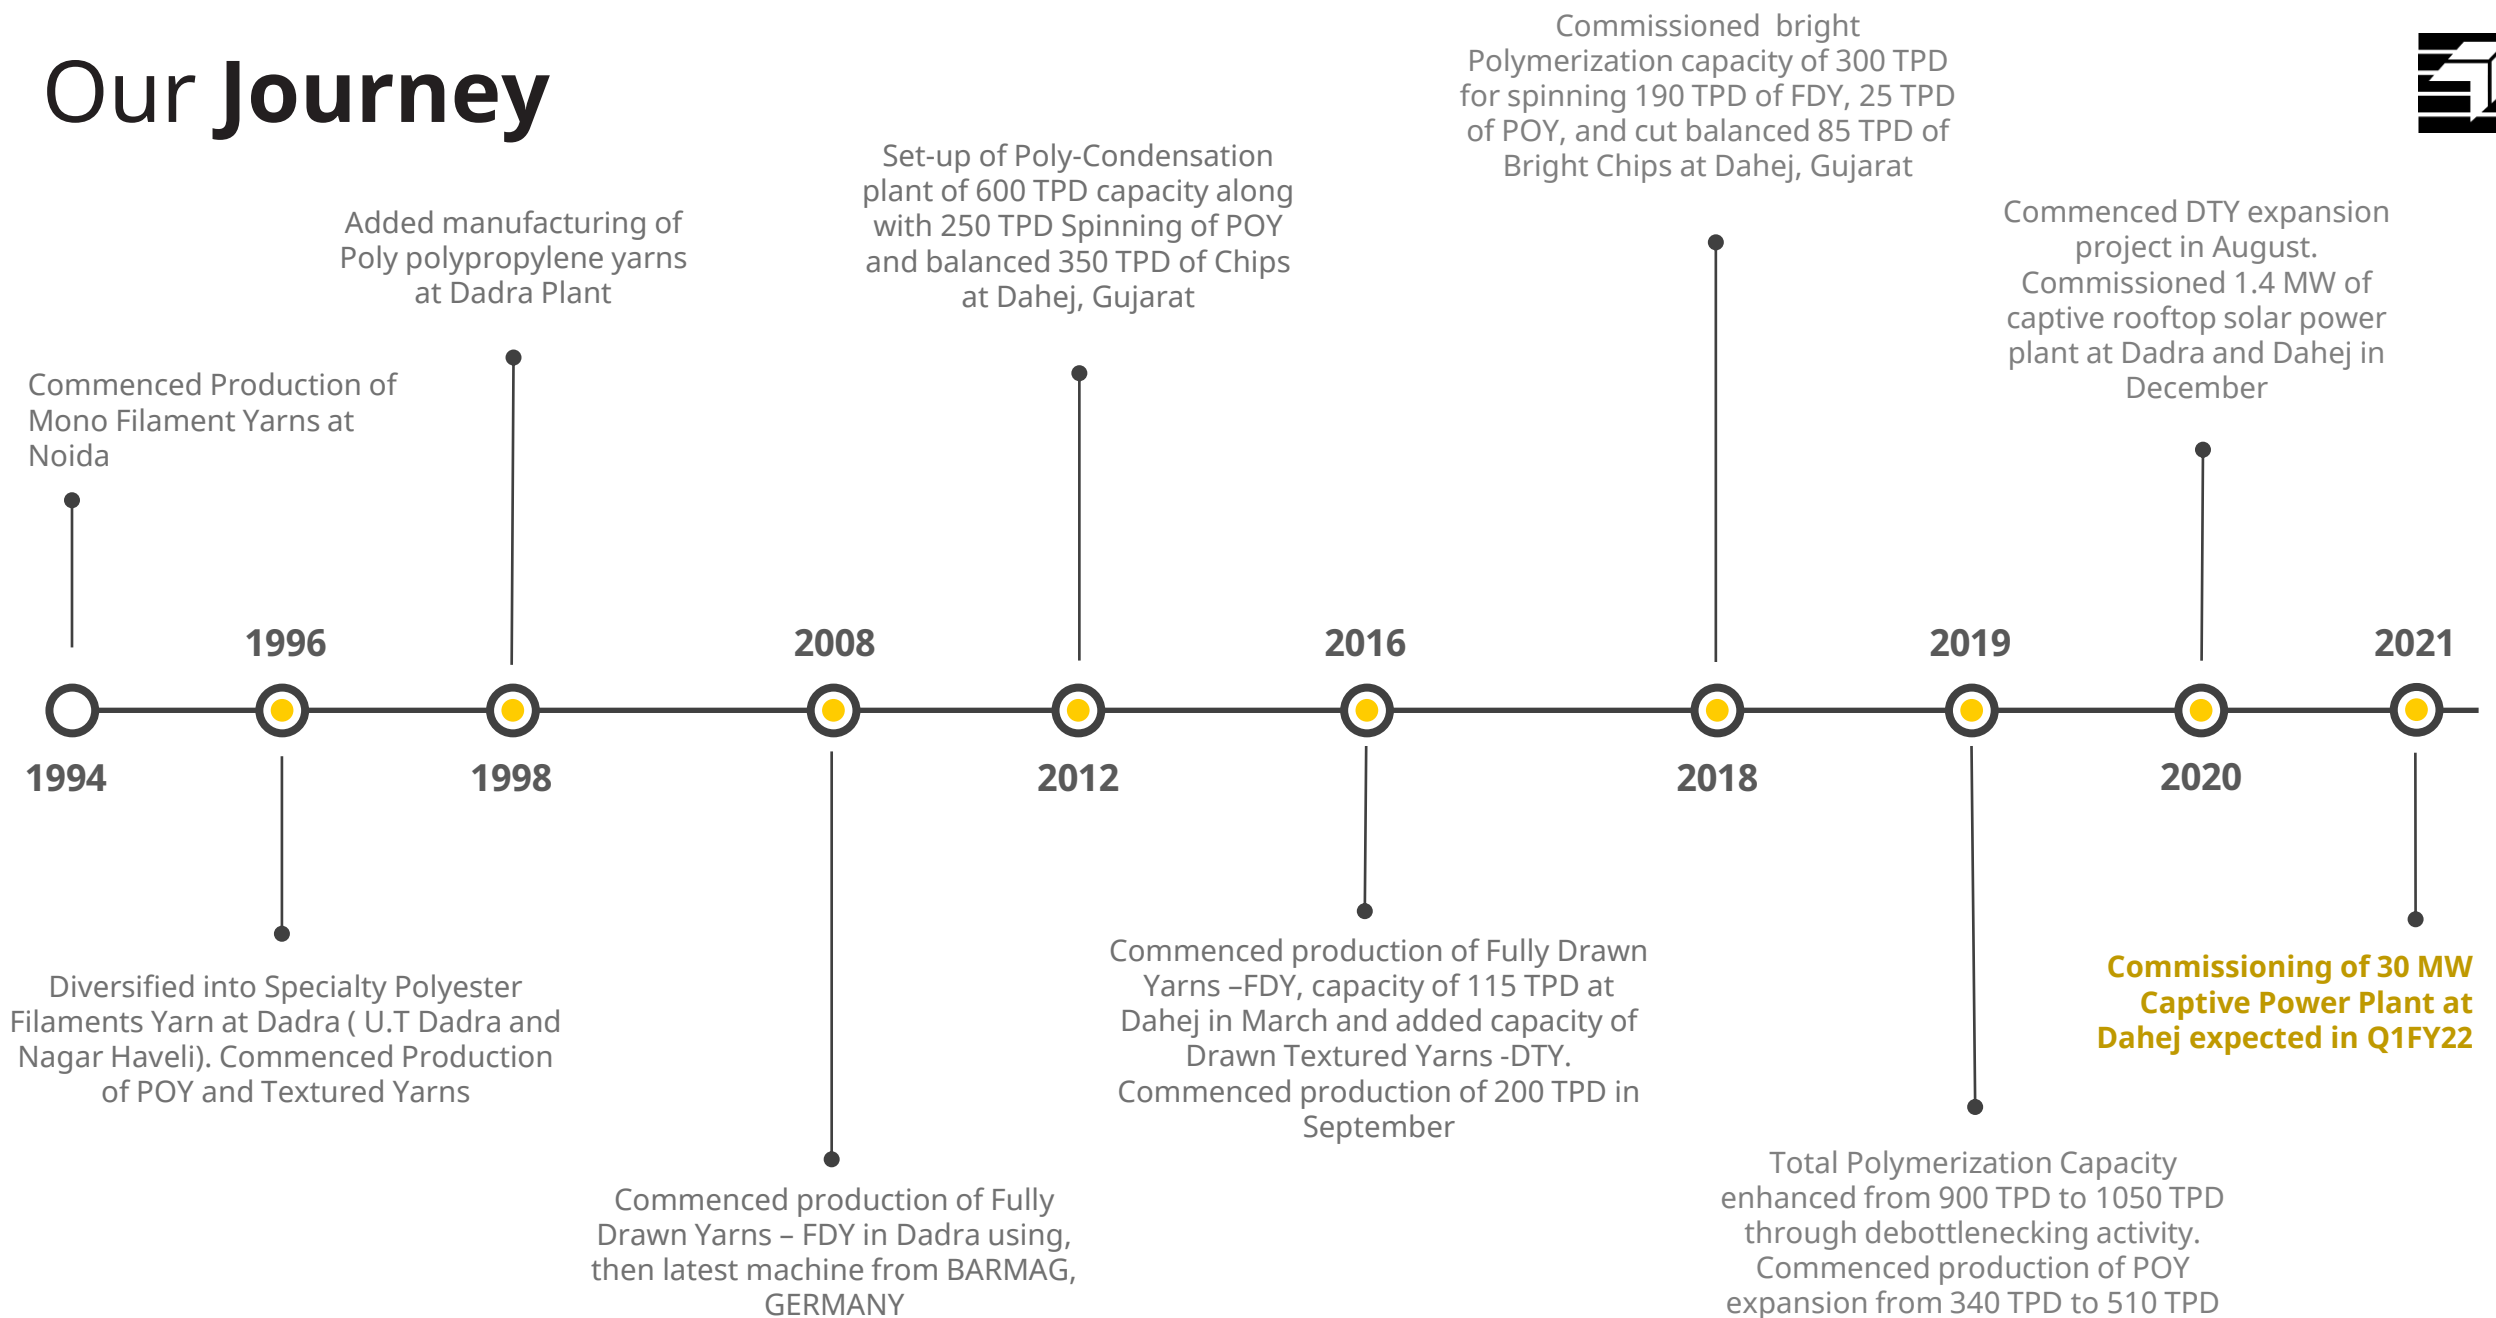 Our Journey
Commenced Production of
Mono Filament Yarns at
Noida
1994
1996
Diversified into Specialty Polyester
Filaments Yarn at Dadra ( U.T Dadra and
Nagar Haveli). Commenced Production
of POY and Textured Yarns
Added manufacturing of
Poly polypropylene yarns
at Dadra Plant
1998
2008
Commenced production of Fully
Drawn Yarns – FDY in Dadra using,
then latest machine from BARMAG,
GERMANY
Set-up of Poly-Condensation
plant of 600 TPD capacity along
with 250 TPD Spinning of POY
and balanced 350 TPD of Chips
at Dahej, Gujarat
2012
2016
Commenced production of Fully Drawn
Yarns –FDY, capacity of 115 TPD at
Dahej in March and added capacity of
Drawn Textured Yarns -DTY.
Commenced production of 200 TPD in
September
Commissioned  bright
Polymerization capacity of 300 TPD
for spinning 190 TPD of FDY, 25 TPD
of POY, and cut balanced 85 TPD of
Bright Chips at Dahej, Gujarat
2018
2019
Total Polymerization Capacity
enhanced from 900 TPD to 1050 TPD
through debottlenecking activity.
Commenced production of POY
expansion from 340 TPD to 510 TPD
Commenced DTY expansion
project in August.
Commissioned 1.4 MW of
captive rooftop solar power
plant at Dadra and Dahej in
December
2020
2021
Commissioning of 30 MW
Captive Power Plant at
Dahej expected in Q1FY22